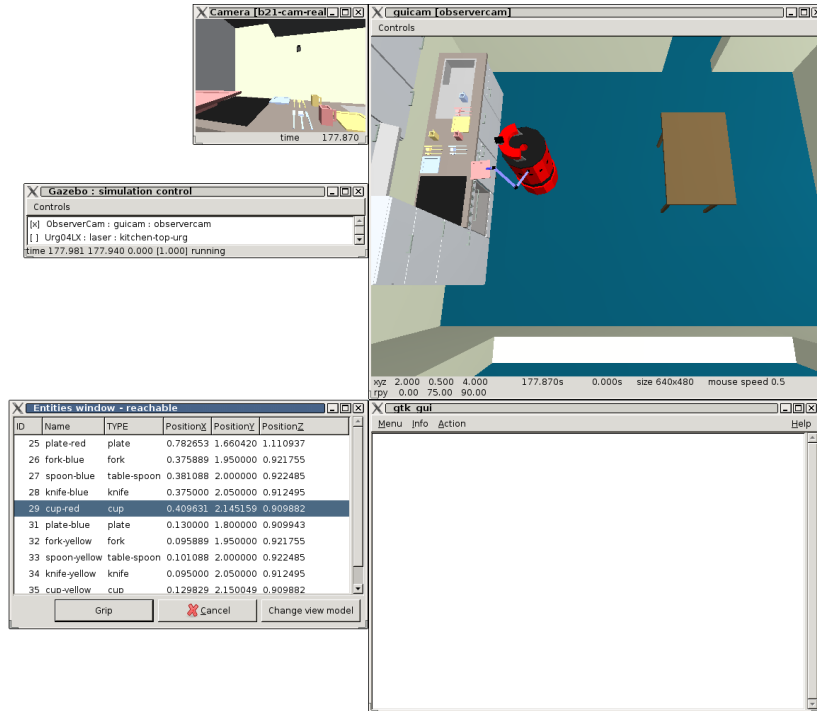 Camera [b21-cam-real
time 177.870
guicam [observercam]
Controls
xyz 2.000 0.500 4.000 177.870s 0.000s size 640x480 mouse speed 0.5
rpy 0.00 75.00 90.00
Gazebo : simulation control
Controls
[x] ObserverCam : guicam : observercam
[ ] Urg04LX : laser : kitchen-top-urg
time 177.981 177.940 0.000 [1.000] running
Entities window - reachable
ID Name TYPE PositionX PositionY PositionZ
25 plate-red plate 0.782653 1.660420 1.110937
26 fork-blue fork 0.375889 1.950000 0.921755
27 spoon-blue table-spoon 0.381088 2.000000 0.922485
28 knife-blue knife 0.375000 2.050000 0.912495
29 cup-red cup 0.409631 2.145159 0.909882
31 plate-blue plate 0.130000 1.800000 0.909943
32 fork-yellow fork 0.095889 1.950000 0.921755
33 spoon-yellow table-spoon 0.101088 2.000000 0.922485
34 knife-yellow knife 0.095000 2.050000 0.912495
35 cup-yellow cup 0.129829 2.150049 0.909882
Grip Cancel Change view model
gtk_gui
Menu Info Action Help